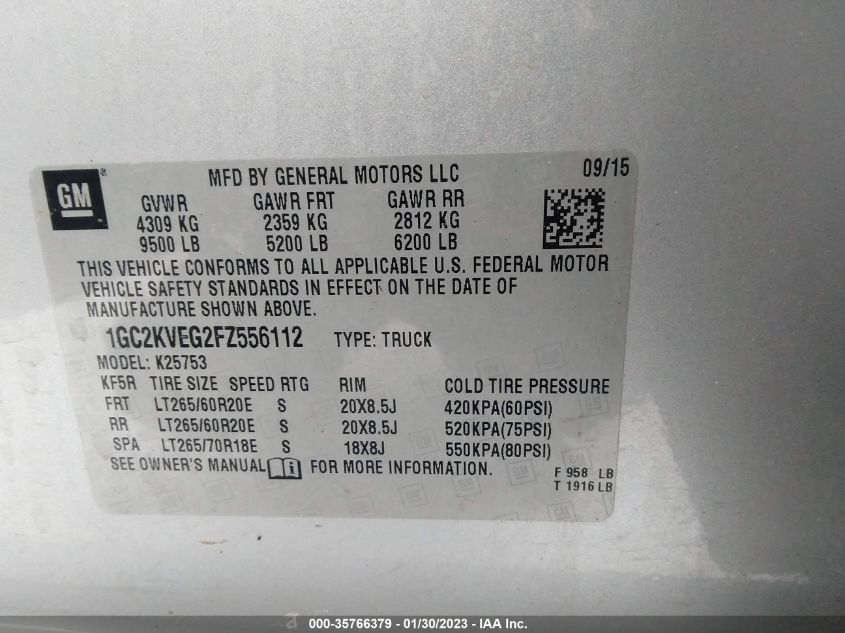 GM ®
MFD BY GENERAL MOTORS LLC 09/15
GVWR GAWR FRT GAWR RR
4309 KG 2359 KG 2812 KG
9500 LB 5200 LB 6200 LB
THIS VEHICLE CONFORMS TO ALL APPLICABLE U.S. FEDERAL MOTOR
VEHICLE SAFETY STANDARDS IN EFFECT ON THE DATE OF
MANUFACTURE SHOWN ABOVE.
1GC2KVEG2FZ556112 TYPE: TRUCK
MODEL: K25753
KF5R TIRE SIZE SPEED RTG RIM COLD TIRE PRESSURE
FRT LT265/60R20E S 20X8.5J 420KPA(60PSI)
RR LT265/60R20E S 20X8.5J 520KPA(75PSI)
SPA LT265/70R18E S 18X8J 550KPA(80PSI)
SEE OWNER'S MANUAL FOR MORE INFORMATION.
F 958 LB
T 1916 LB
000-35766379 - 01/30/2023 - IAA Inc.